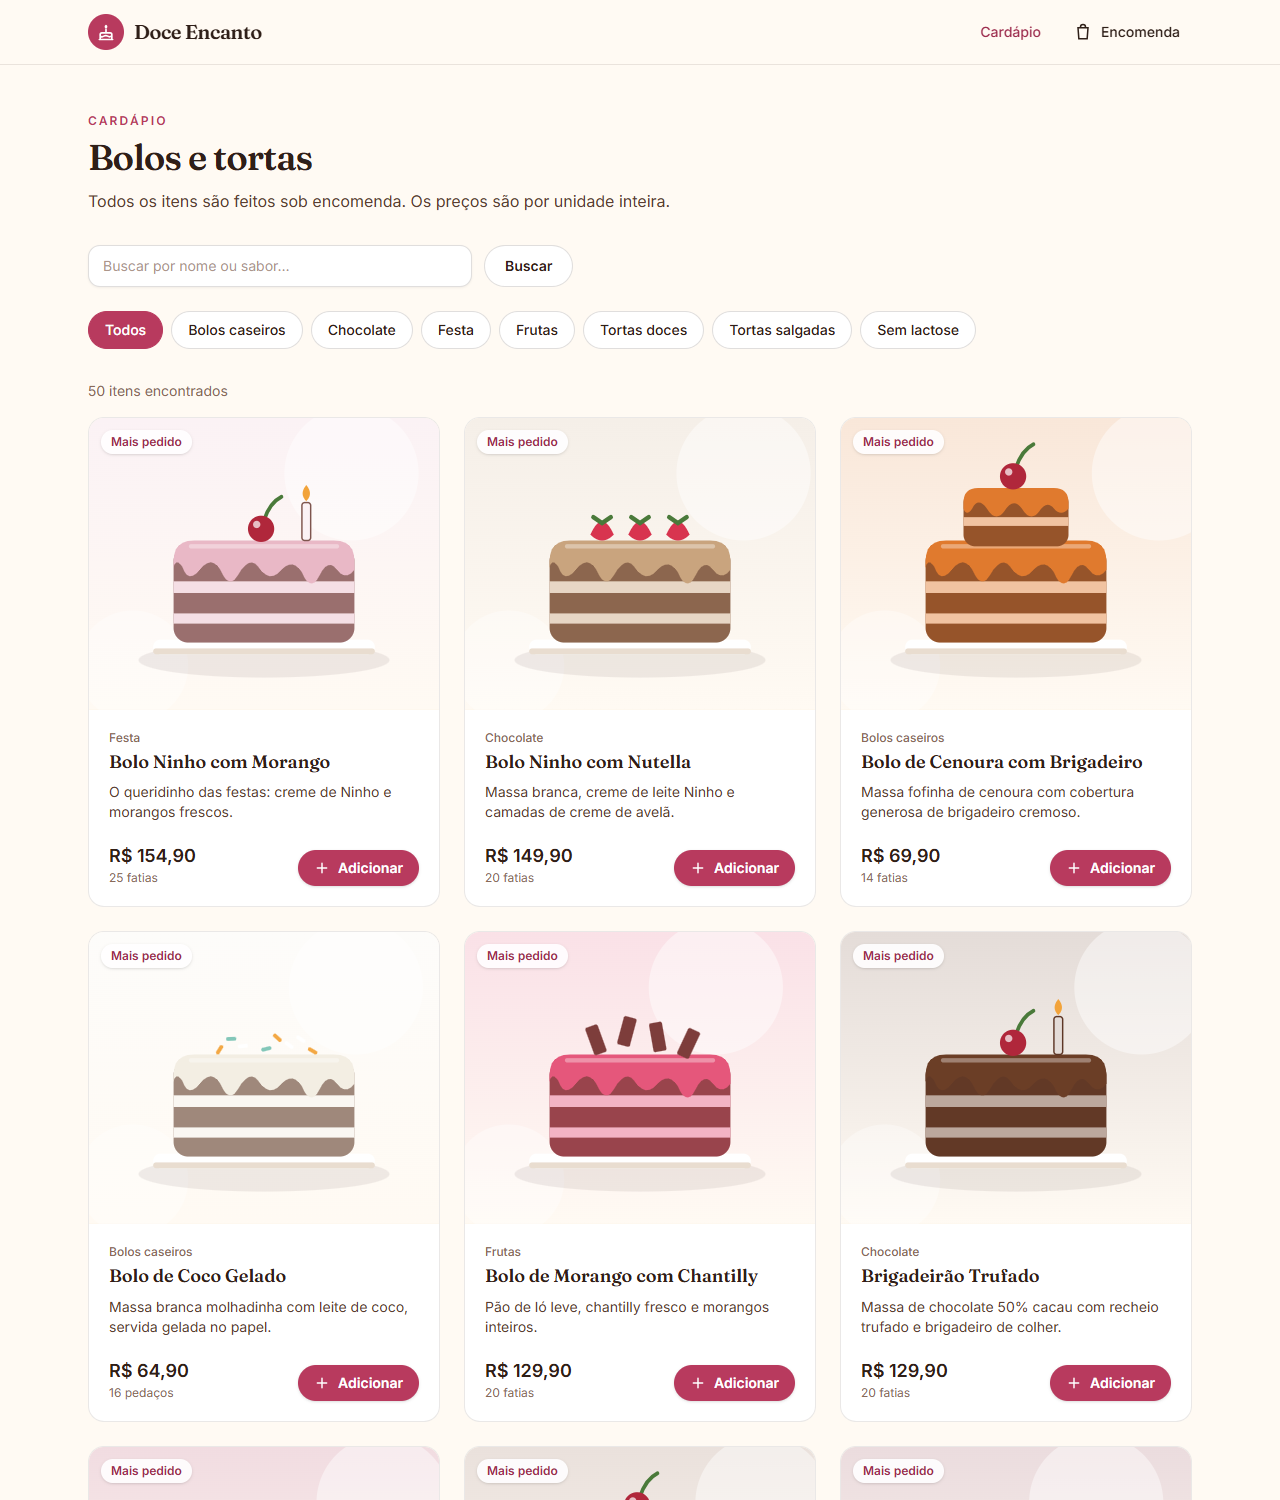 Doce Encanto
Cardápio
Encomenda
CARDÁPIO
Bolos e tortas
Todos os itens são feitos sob encomenda. Os preços são por unidade inteira.
Buscar por nome ou sabor...
Buscar
Todos
Bolos caseiros
Chocolate
Festa
Frutas
Tortas doces
Tortas salgadas
Sem lactose
50 itens encontrados
Mais pedido
Festa
Bolo Ninho com Morango
O queridinho das festas: creme de Ninho e
morangos frescos.
R$ 154,90
25 fatias
Adicionar
Mais pedido
Chocolate
Bolo Ninho com Nutella
Massa branca, creme de leite Ninho e
camadas de creme de avelã.
R$ 149,90
20 fatias
Adicionar
Mais pedido
Bolos caseiros
Bolo de Cenoura com Brigadeiro
Massa fofinha de cenoura com cobertura
generosa de brigadeiro cremoso.
R$ 69,90
14 fatias
Adicionar
Mais pedido
Bolos caseiros
Bolo de Coco Gelado
Massa branca molhadinha com leite de coco,
servida gelada no papel.
R$ 64,90
16 pedaços
Adicionar
Mais pedido
Frutas
Bolo de Morango com Chantilly
Pão de ló leve, chantilly fresco e morangos
inteiros.
R$ 129,90
20 fatias
Adicionar
Mais pedido
Chocolate
Brigadeirão Trufado
Massa de chocolate 50% cacau com recheio
trufado e brigadeiro de colher.
R$ 129,90
20 fatias
Adicionar
Mais pedido
Mais pedido
Mais pedido